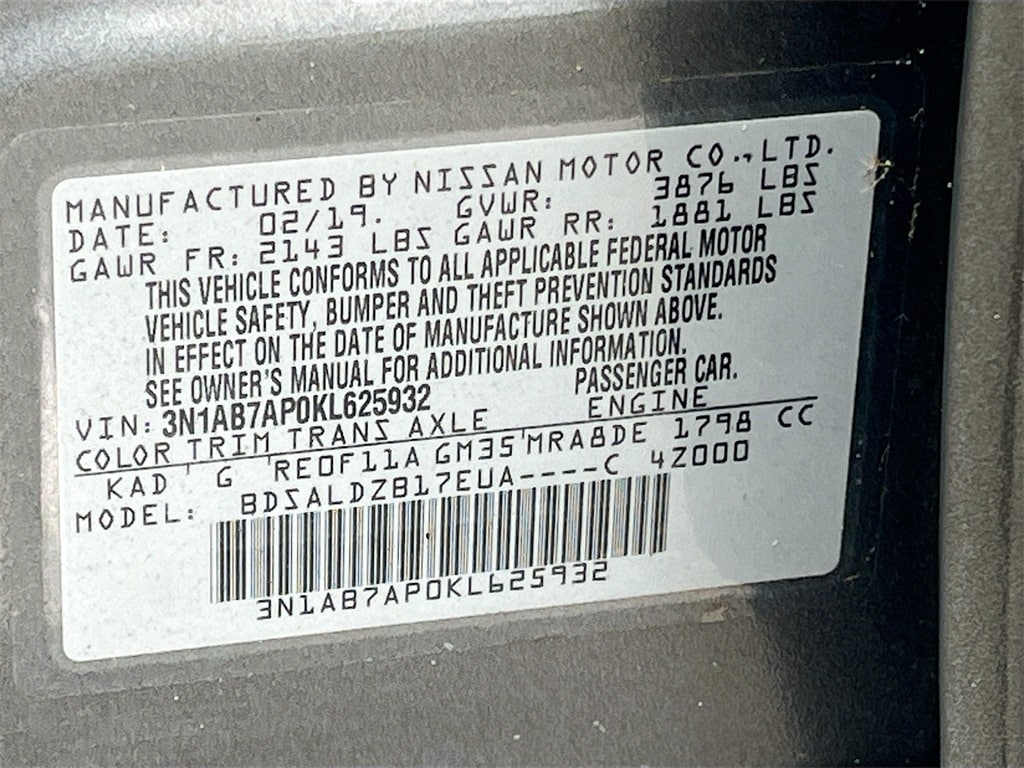 MANUFACTURED BY NISSAN MOTOR CO.,LTD.
DATE: 02/19. GVWR: 3876 LBS
GAWR FR: 2143 LBS GAWR RR: 1881 LBS
THIS VEHICLE CONFORMS TO ALL APPLICABLE FEDERAL MOTOR
VEHICLE SAFETY, BUMPER AND THEFT PREVENTION STANDARDS
IN EFFECT ON THE DATE OF MANUFACTURE SHOWN ABOVE.
SEE OWNER'S MANUAL FOR ADDITIONAL INFORMATION.
VIN: 3N1AB7AP0KL625932 PASSENGER CAR.
COLOR TRIM TRANS AXLE ENGINE
KAD G RE0F11A GM35 MRA8DE 1798 CC
MODEL: BDSALDZB17EUA----C 4Z000
3N1AB7AP0KL625932